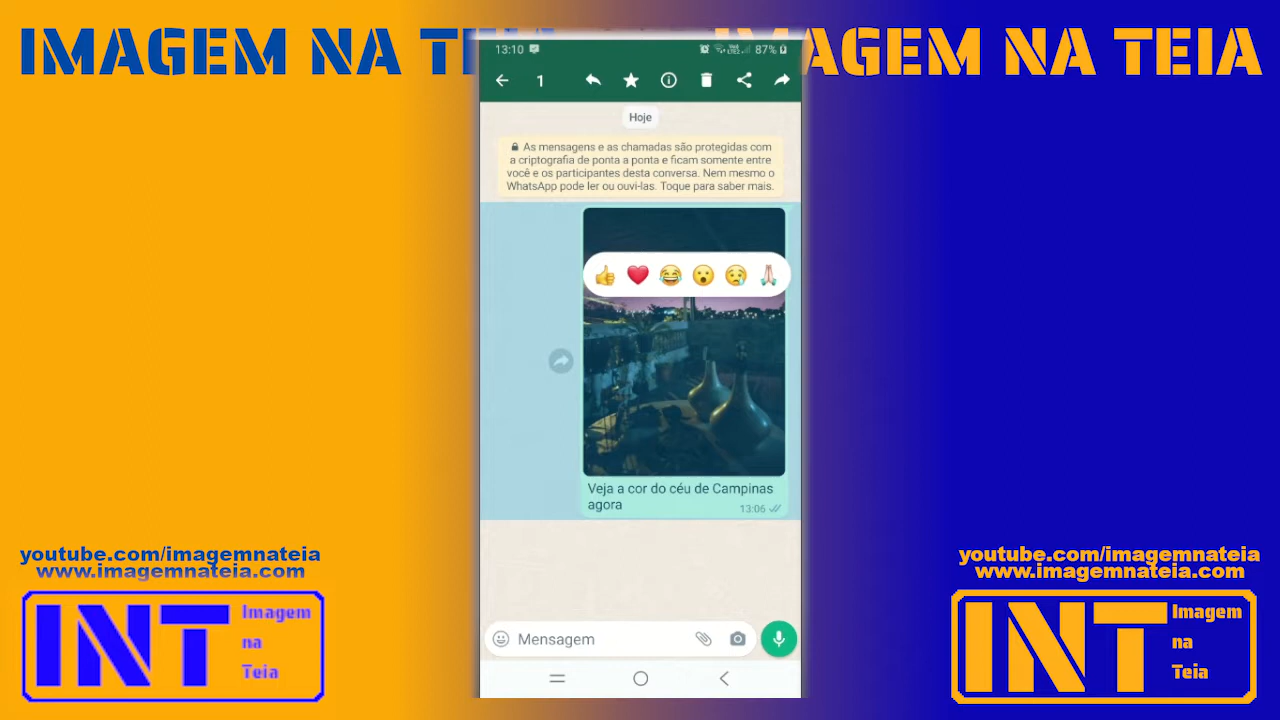 IMAGEM NA TEIA
13:10
87%
1
Hoje
As mensagens e as chamadas são protegidas com
a criptografia de ponta a ponta e ficam somente entre
você e os participantes desta conversa. Nem mesmo o
WhatsApp pode ler ou ouvi-las. Toque para saber mais.
Veja a cor do céu de Campinas
agora
13:06
Mensagem
youtube.com/imagemnateia
www.imagemnateia.com
INT
Imagem
na
Teia
AGEM NA TEIA
youtube.com/imagemnateia
www.imagemnateia.com
INT
Imagem
na
Teia